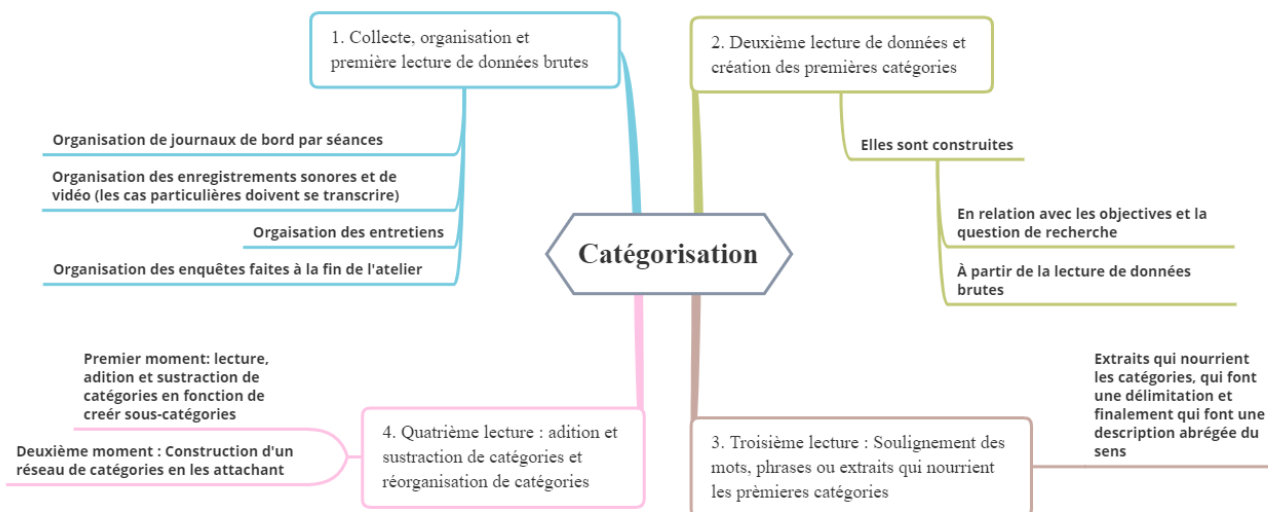 1. Collecte, organisation et
première lecture de données brutes
Organisation de journaux de bord par séances
Organisation des enregistrements sonores et de
vidéo (les cas particulières doivent se transcrire)
Orgaisation des entretiens
Organisation des enquêtes faites à la fin de l'atelier
2. Deuxième lecture de données et
création des premières catégories
Elles sont construites
En relation avec les objectives et la
question de recherche
À partir de la lecture de données
brutes
Catégorisation
3. Troisième lecture : Soulignement des
mots, phrases ou extraits qui nourrient
les prèmieres catégories
Extraits qui nourrient
les catégories, qui font
une délimitation et
finalement qui font une
description abrégée du
sens
4. Quatrième lecture : adition et
sustraction de catégories et
réorganisation de catégories
Premier moment: lecture,
adition et sustraction de
catégories en fonction de
creér sous-catégories
Deuxième moment : Construction d'un
réseau de catégories en les attachant